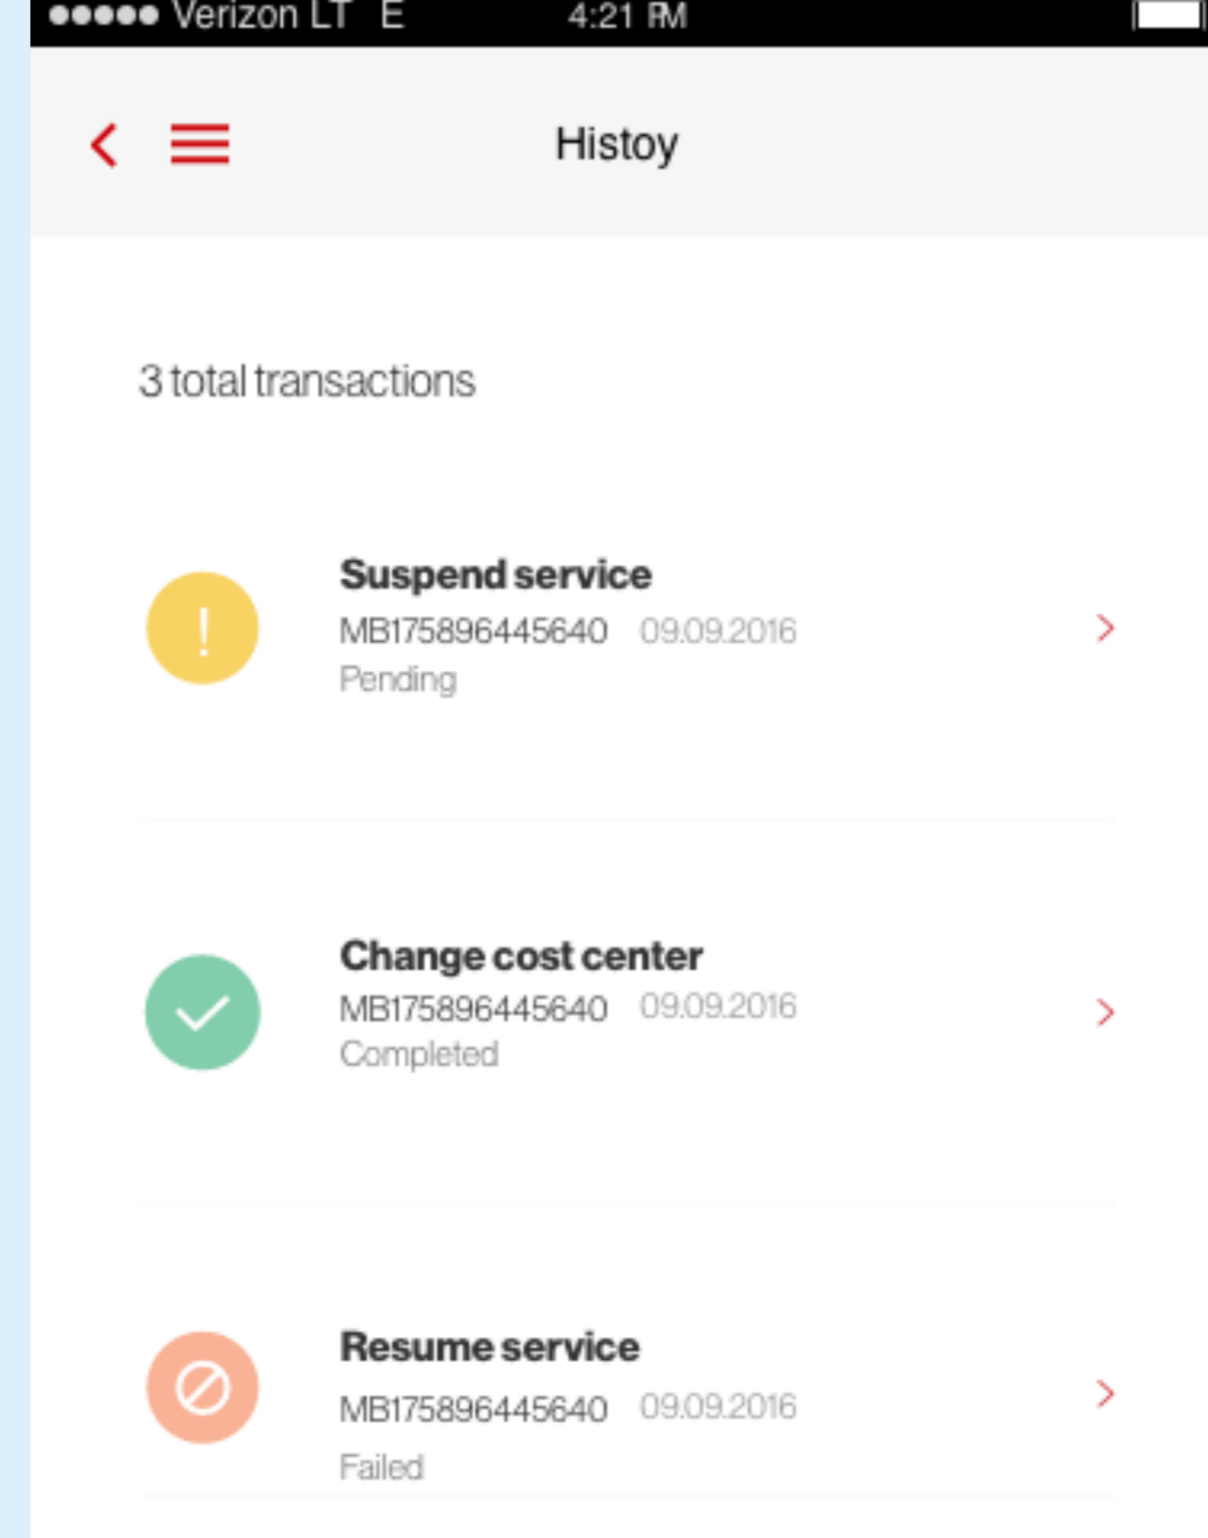 Verizon LT E 4:21 PM
Histoy
3 total transactions
Suspend service
MB175896445640 09.09.2016
Pending
Change cost center
MB175896445640 09.09.2016
Completed
Resume service
MB175896445640 09.09.2016
Failed